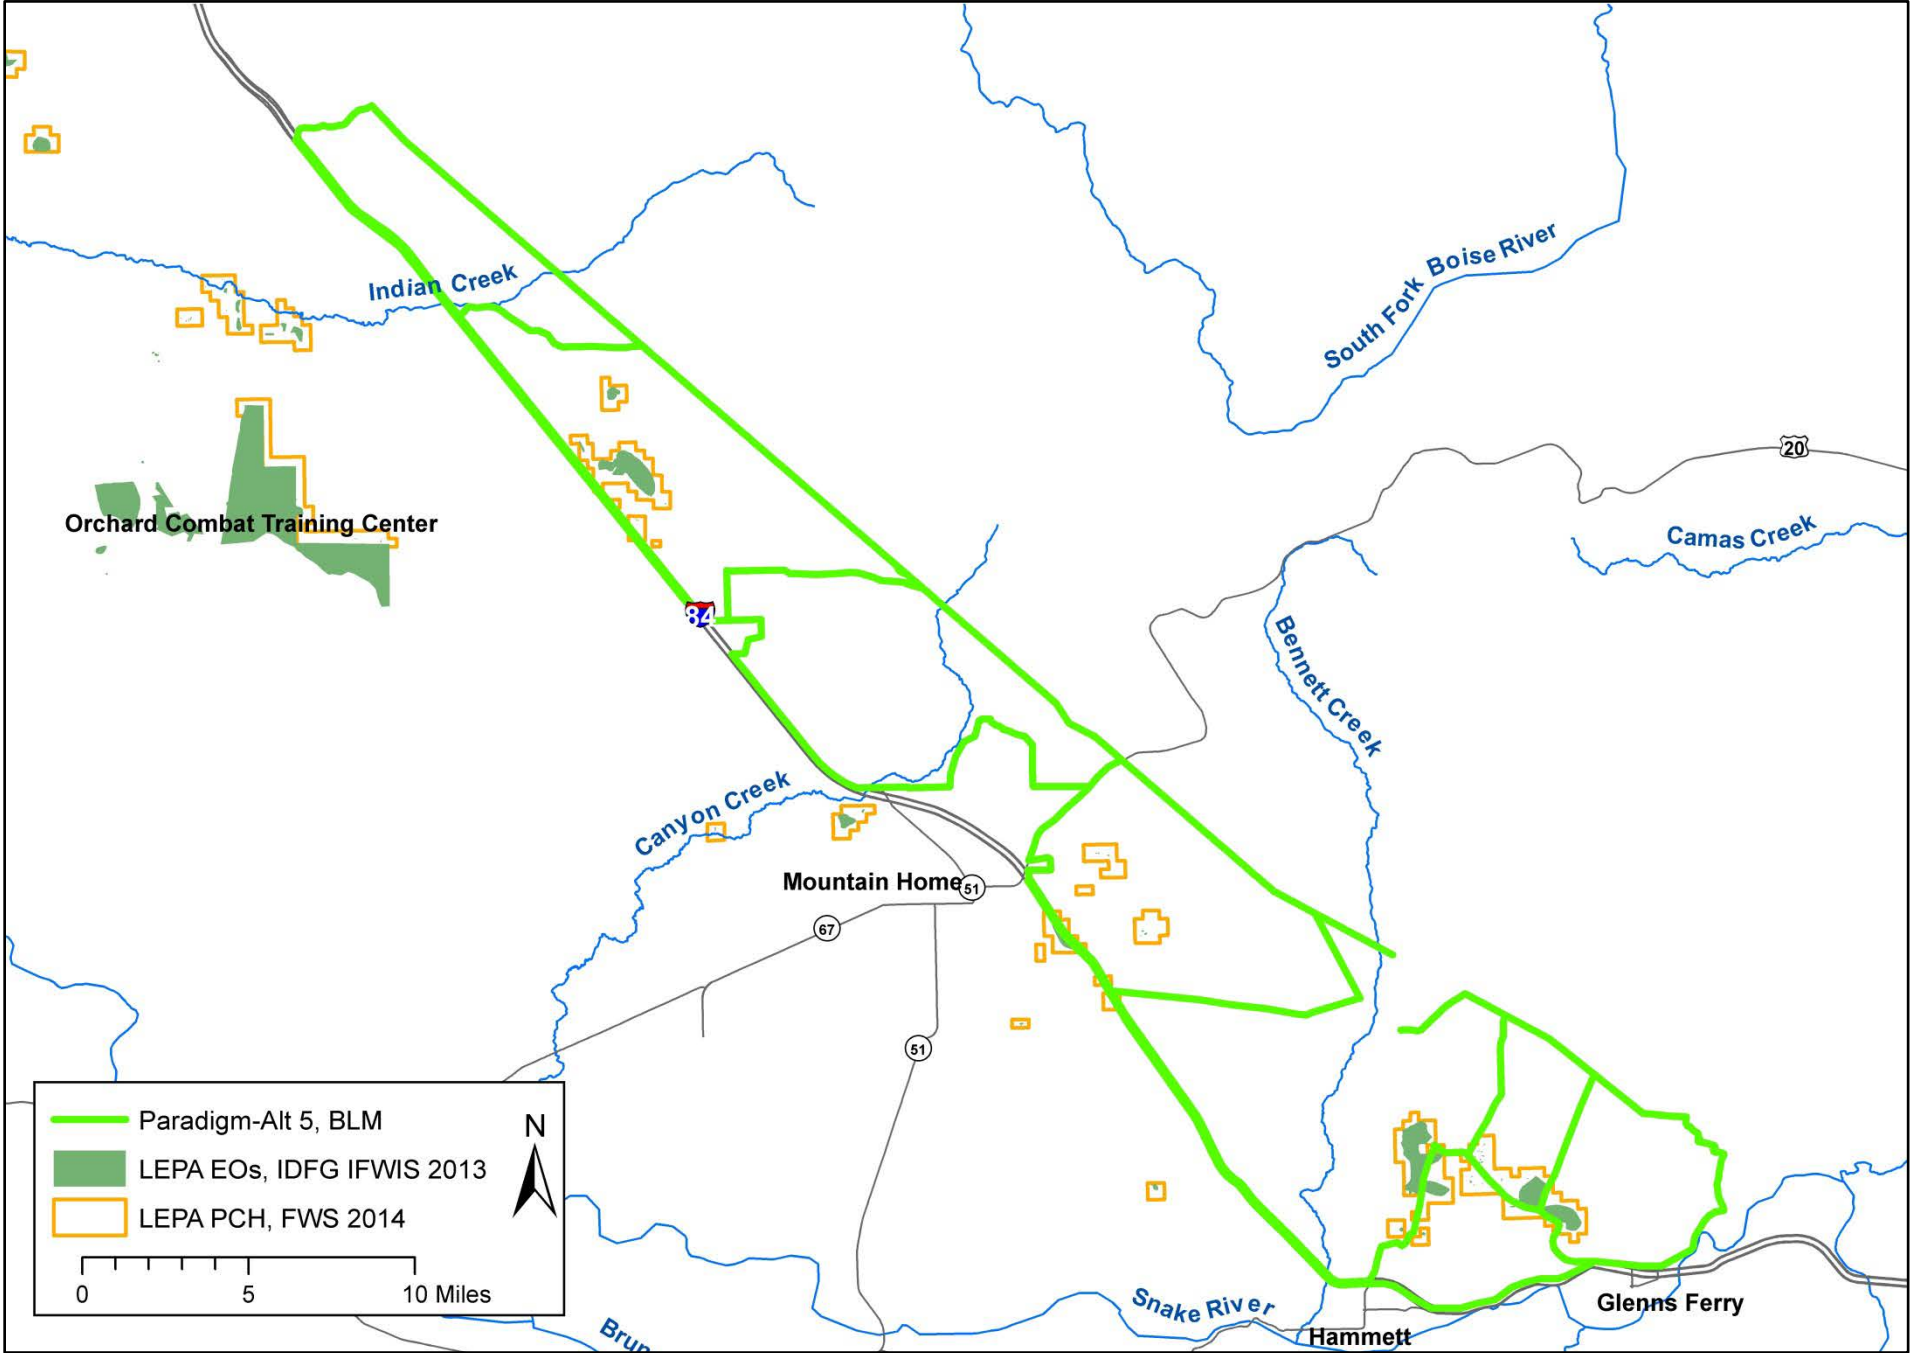 Indian Creek
South Fork Boise River
20
Camas Creek
Orchard Combat Training Center
84
Bennett Creek
Canyon Creek
Mountain Home
51
67
51
Paradigm-Alt 5, BLM
LEPA EOs, IDFG IFWIS 2013
LEPA PCH, FWS 2014
N
0 5 10 Miles
Snake River
Glenns Ferry
Hammett
Brun